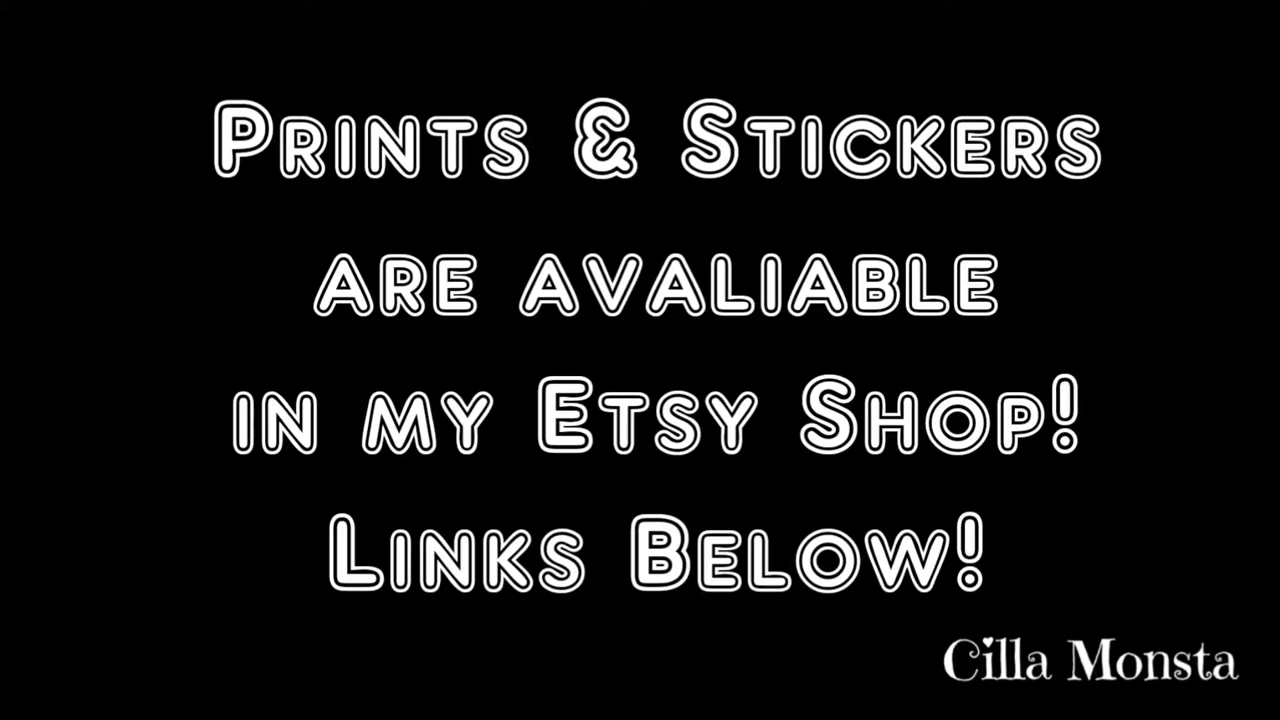 Prints & Stickers
are avaliable
in my Etsy Shop!
Links Below!
Cilla Monsta